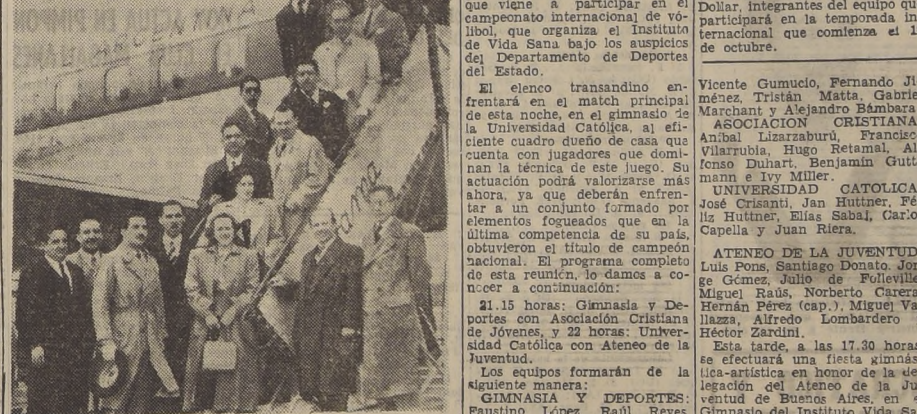 que viene a participar en el
campeonato internacional de vó-
libol, que organiza el Instituto
de Vida Sana bajo los auspicios
del Departamento de Deportes
del Estado.
El elenco transandino en-
frentará en el match principal
de esta noche, en el gimnasio de
la Universidad Católica, al efi-
ciente cuadro dueño de casa que
cuenta con jugadores que domi-
nan la técnica de este juego. Su
actuación podrá valorizarse más
ahora, ya que deberán enfren-
tar a un conjunto formado por
elementos fogueados que en la
última competencia de su país,
obtuvieron el título de campeón
nacional. El programa completo
de esta reunión, lo damos a co-
nocer a continuación:
21.15 horas: Gimnasia y De-
portes con Asociación Cristiana
de Jóvenes, y 22 horas: Univer-
sidad Católica con Ateneo de la
Juventud.
Los equipos formarán de la
siguiente manera:
GIMNASIA Y DEPORTES:
Faustino López, Raúl Reyes,
Dollar, integrantes del equipo qu
participará en la temporada in
ternacional que comienza el 1
de octubre.
Vicente Gumucio, Fernando Ji
ménez, Tristán Matta, Gabrie
Marchant y Alejandro Bámbara
ASOCIACION CRISTIANA
Aníbal Lizarzaburú, Francisc
Vilarrubia, Hugo Retamal, Al
fonso Duhart, Benjamín Gutt
mann e Ivy Miller.
UNIVERSIDAD CATOLICA
José Crisanti, Jan Huttner, Fé
liz Huttner, Elías Sabal, Carlo
Capella y Juan Riera.
ATENEO DE LA JUVENTUD
Luis Pons, Santiago Donato, Jor
ge Gómez, Julio de Follevill
Miguel Raús, Norberto Carera
Hernán Pérez (cap.), Miguel Va
llazza, Alfredo Lombardero
Héctor Zardini.
Esta tarde, a las 17.30 horas
se efectuará una fiesta gimnás
tica-artística en honor de la de
legación del Ateneo de la Ju
ventud de Buenos Aires, en
Gimnasio del Instituto Vida